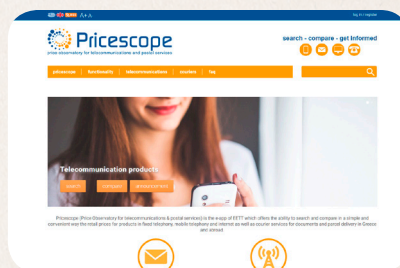 A+ A
log in / register
Pricescope
price observatory for telecommunications and postal services
search - compare - get informed
pricescope | functionality | telecommunications | couriers | faq
Telecommunication products
search
compare
announcement
Pricescope (Price Observatory for telecommunications & postal services) is the e-app of EETT which offers the ability to search and compare in a simple and
convenient way the retail prices for products in fixed telephony, mobile telephony and internet as well as courier services for documents and parcel delivery in Greece
and abroad